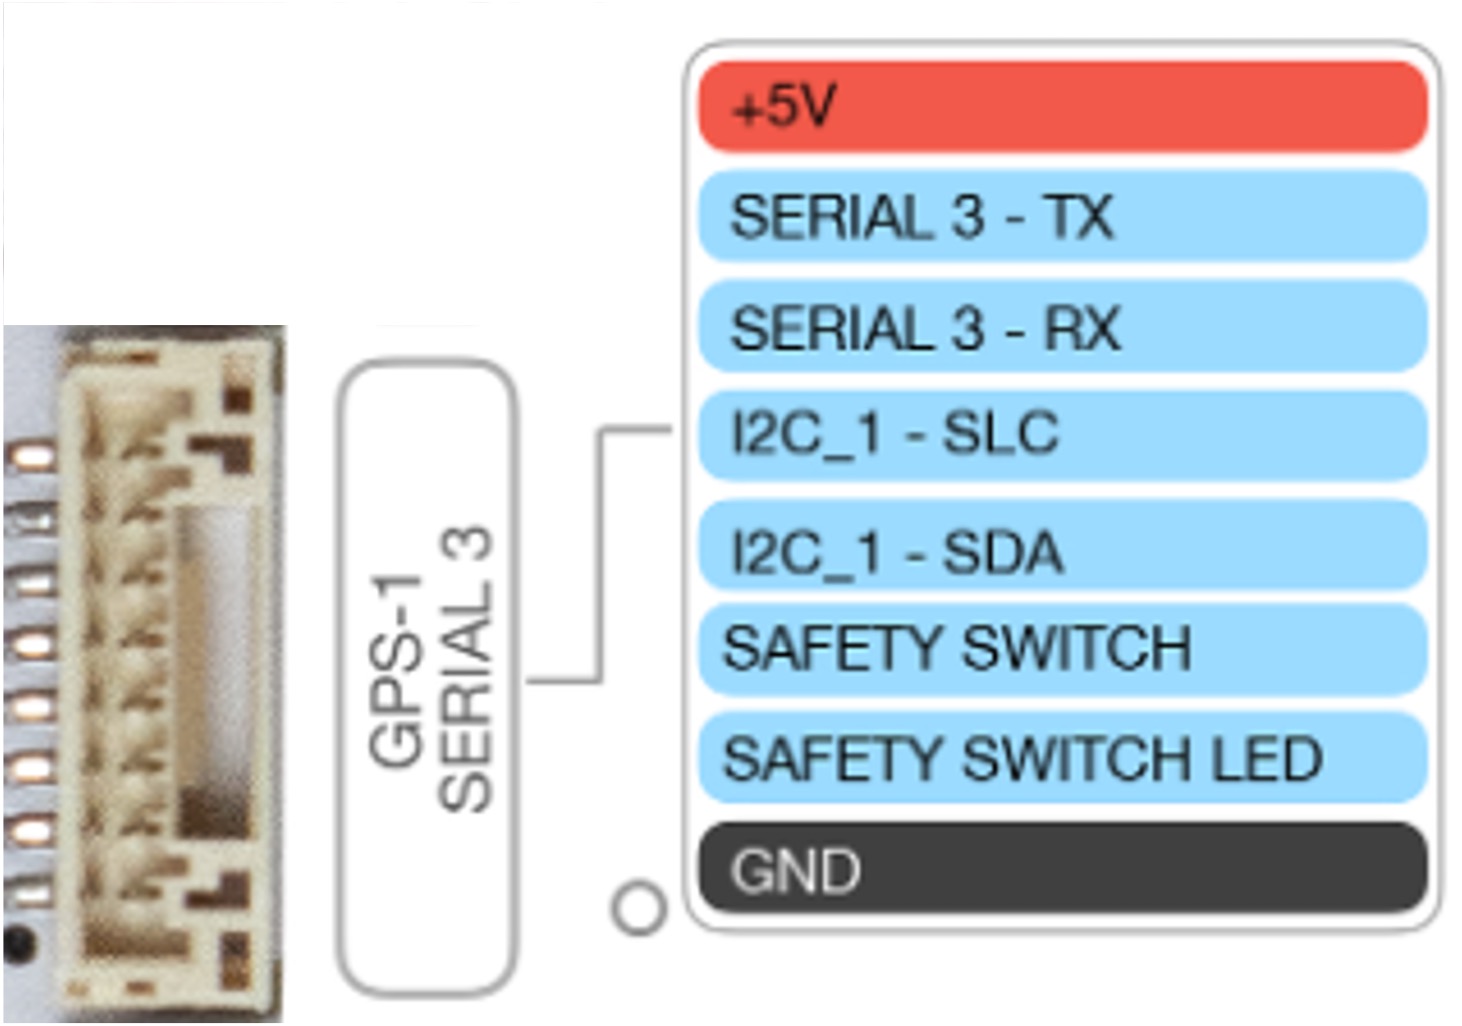 +5V
SERIAL 3 - TX
SERIAL 3 - RX
I2C_1 - SLC
I2C_1 - SDA
SAFETY SWITCH
SAFETY SWITCH LED
GND
GPS-1
SERIAL 3